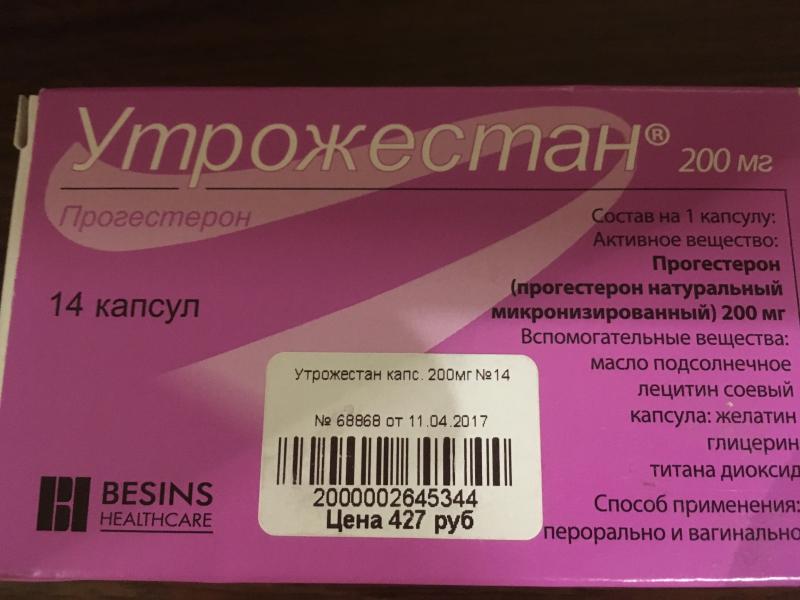 Утрожестан® 200 мг
Прогестерон
14 капсул
Состав на 1 капсулу:
Активное вещество:
Прогестерон
(прогестерон натуральный
микронизированный) 200 мг
Вспомогательные вещества:
масло подсолнечное
лецитин соевый
капсула: желатин
глицерин
титана диоксид
Способ применения:
перорально и вагинально
Утрожестан капс. 200мг №14
№ 68868 от 11.04.2017
2000002645344
Цена 427 руб
BESINS
HEALTHCARE